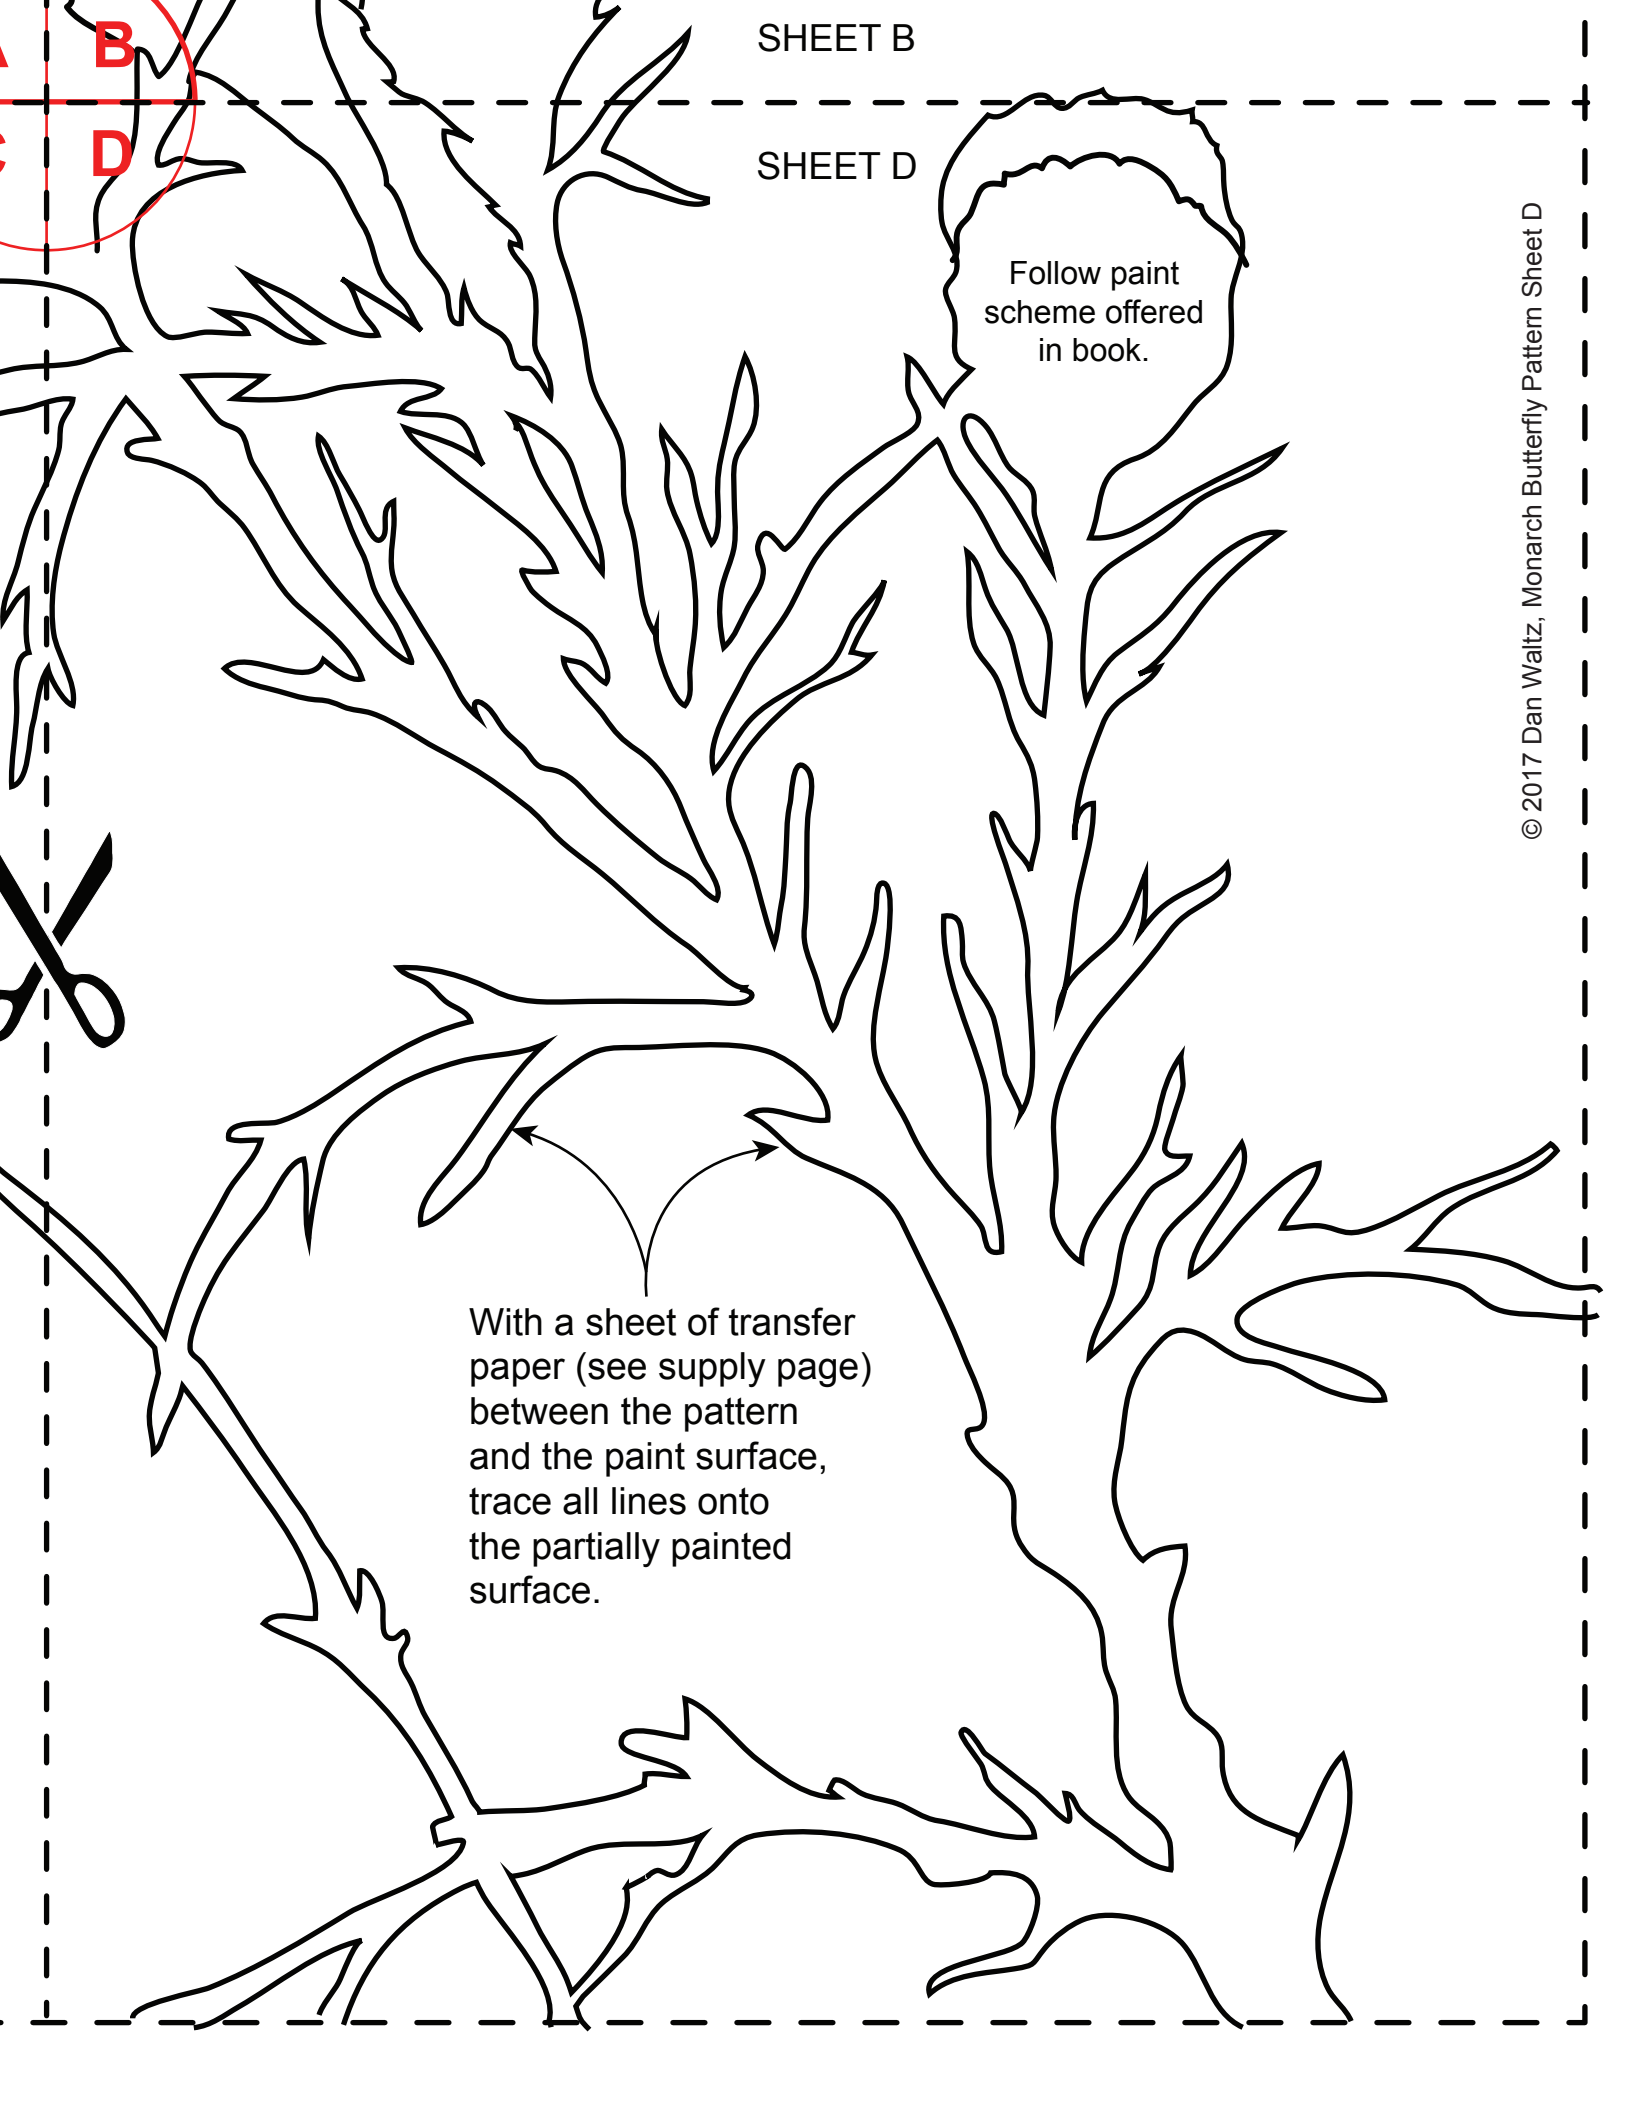 A B
SHEET B
C D
SHEET D
Follow paint
scheme offered
in book.
© 2017 Dan Waltz, Monarch Butterfly Pattern Sheet D
With a sheet of transfer
paper (see supply page)
between the pattern
and the paint surface,
trace all lines onto
the partially painted
surface.